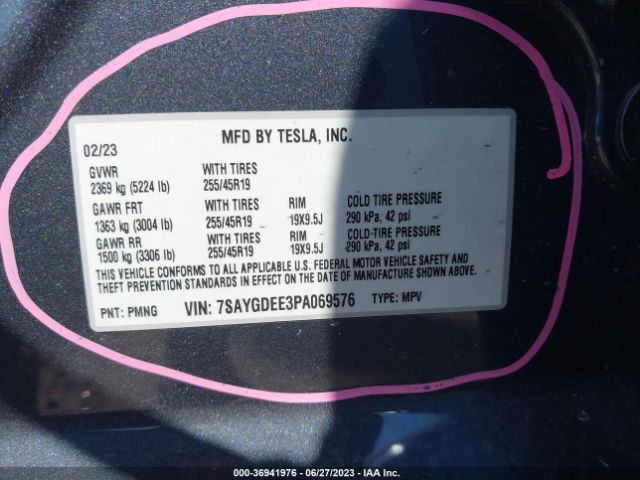 02/23
MFD BY TESLA, INC.
GVWR WITH TIRES
2369 kg (5224 lb) 255/45R19
GAWR FRT WITH TIRES RIM COLD TIRE PRESSURE
1363 kg (3004 lb) 255/45R19 19X9.5J 290 kPa, 42 psi
GAWR RR WITH TIRES RIM COLD-TIRE PRESSURE
1500 kg (3306 lb) 255/45R19 19X9.5J 290 kPa, 42 psi
THIS VEHICLE CONFORMS TO ALL APPLICABLE U.S. FEDERAL MOTOR VEHICLE SAFETY AND
THEFT PREVENTION STANDARDS IN EFFECT ON THE DATE OF MANUFACTURE SHOWN ABOVE.
PNT: PMNG VIN: 7SAYGDEE3PA069576 TYPE: MPV
000-36941976 - 06/27/2023 - IAA Inc.